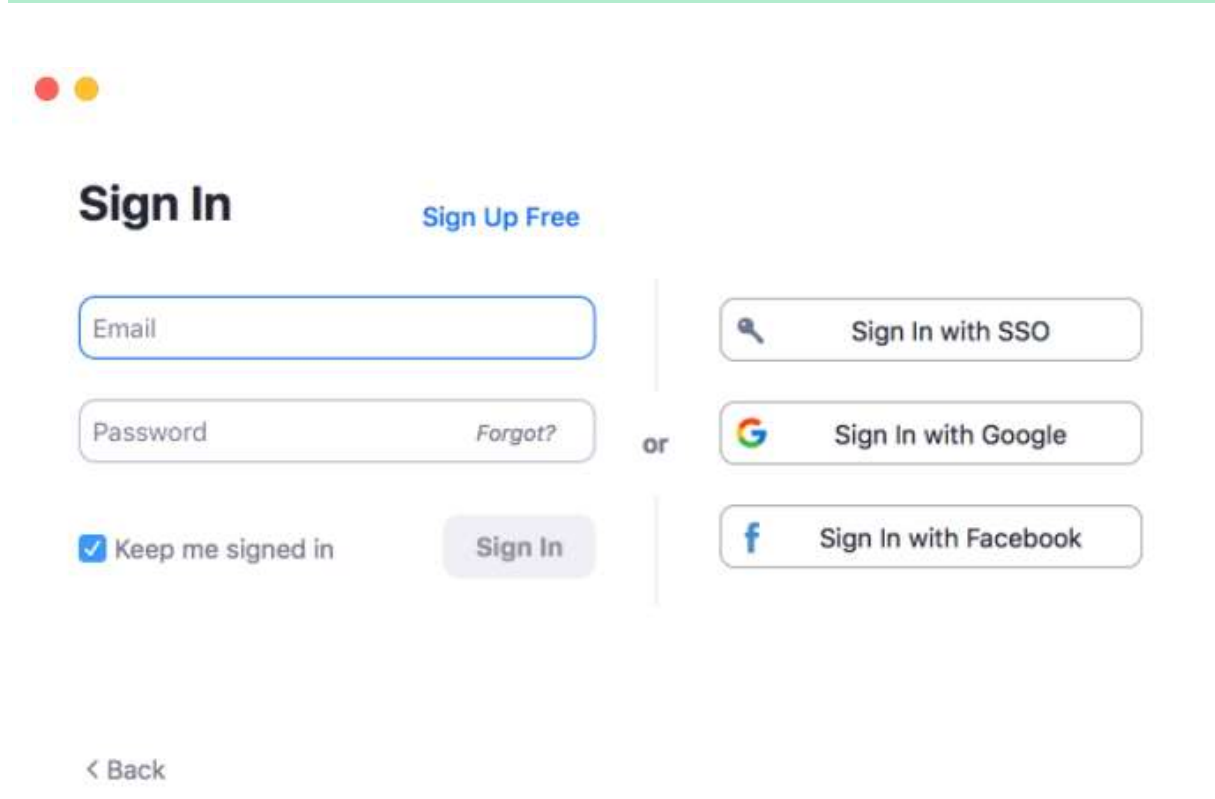 Sign In
Sign Up Free
Email
Password
Forgot?
Keep me signed in
Sign In
or
Sign In with SSO
Sign In with Google
Sign In with Facebook
< Back